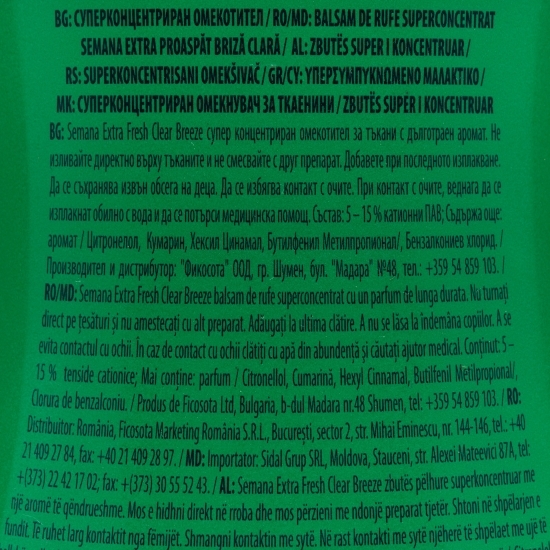 BG: СУПЕРКОНЦЕНТРИРАН ОМЕКОТИТЕЛ / RO/MD: BALSAM DE RUFE SUPERCONCENTRAT
SEMANA EXTRA PROASPĂT BRIZĂ CLARĂ / AL: ZBUTËS SUPER I KONCENTRUAR /
RS: SUPERKONCENTRISANI OMEKŠIVAČ / GR/CY: ΥΠΕΡΣΥΜΠΥΚΝΩΜΕΝΟ ΜΑΛΑΚΤΙΚΟ /
MK: СУПЕРКОНЦЕНТРИРАН ОМЕКНУВАЧ ЗА ТКАЕНИНИ / ZBUTËS SUPER I KONCENTRUAR
BG: Semana Extra Fresh Clear Breeze супер концентриран омекотител за тъкани с дълготраен аромат. Не
изливайте директно върху тъканите и не смесвайте с друг препарат. Добавете при последното изплакване.
Да се съхранява извън обсега на деца. Да се избягва контакт с очите. При контакт с очите, веднага да се
изплакнат обилно с вода и да се потърси медицинска помощ. Състав: 5 – 15 % катионни ПАВ; Съдържа още:
аромат / Цитронелол, Кумарин, Хексил Цинамал, Бутилфенил Метилпропионал/, Бензалкониев хлорид. /
Производител и дистрибутор: "Фикосота" ООД, гр. Шумен, бул. "Мадара" №48, тел.: +359 54 859 103. /
RO/MD: Semana Extra Fresh Clear Breeze balsam de rufe superconcentrat cu un parfum de lunga durata. Nu turnați
direct pe țesături și nu amestecați cu alt preparat. Adăugați la ultima clătire. A nu se lăsa la îndemâna copiilor. A se
evita contactul cu ochii. În caz de contact cu ochii clătiți cu apă din abundență și căutați ajutor medical. Conținut: 5 –
15 % tenside cationice; Mai conține: parfum / Citronellol, Cumarină, Hexyl Cinnamal, Butilfenil Metilpropional/,
Clorura de benzalconiu. / Produs de Ficosota Ltd, Bulgaria, b-dul Madara nr.48 Shumen, tel: +359 54 859 103. / RO:
Distribuitor: România, Ficosota Marketing România S.R.L., București, sector 2, str. Mihai Eminescu, nr. 144-146, tel.: +40
21 409 27 84, fax: +40 21 409 28 97. / MD: Importator: Sidal Grup SRL, Moldova, Stauceni, str. Alexei Mateevici 87A, tel:
+(373) 22 42 17 02; fax: +(373) 30 55 52 43. / AL: Semana Extra Fresh Clear Breeze zbutës pëlhure superkoncentruar me
një aromë të qëndrueshme. Mos e hidhni direkt në rroba dhe mos përzieni me ndonjë preparat tjetër. Shtoni në shpëlarjen e
fundit. Të ruhet larg kontaktit nga fëmijët. Shmangni kontaktin me sytë. Në rast kontakti me sytë njëherë të shpëlahen me ujë të